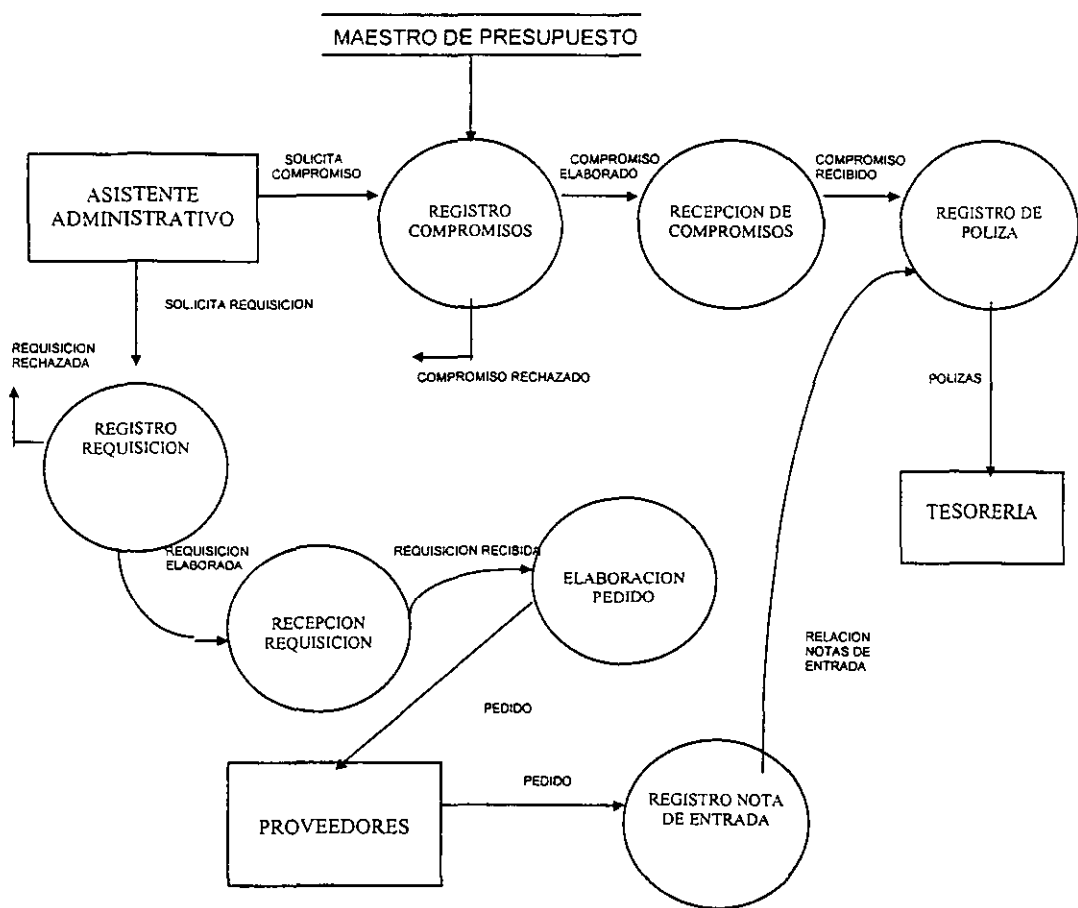 MAESTRO DE PRESUPUESTO
SOLICITA
COMPROMISO
COMPROMISO
ELABORADO
COMPROMISO
RECIBIDO
ASISTENTE
ADMINISTRATIVO
REGISTRO
COMPROMISOS
RECEPCION DE
COMPROMISOS
REGISTRO DE
POLIZA
SOLICITA REQUISICION
REQUISICION
RECHAZADA
COMPROMISO RECHAZADO
POLIZAS
REGISTRO
REQUISICION
TESORERIA
REQUISICION
ELABORADA
REQUISICION RECIBIDA
ELABORACION
PEDIDO
RECEPCION
REQUISICION
RELACION
NOTAS DE
ENTRADA
PEDIDO
PEDIDO
PROVEEDORES
REGISTRO NOTA
DE ENTRADA